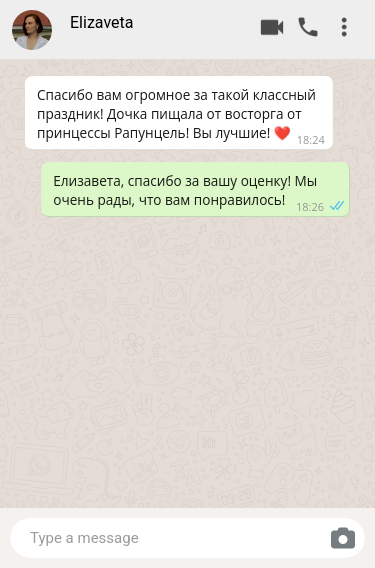 Elizaveta
Спасибо вам огромное за такой классный
праздник! Дочка пищала от восторга от
принцессы Рапунцель! Вы лучшие! ❤️ 18:24
Елизавета, спасибо за вашу оценку! Мы
очень рады, что вам понравилось! 18:26
Type a message